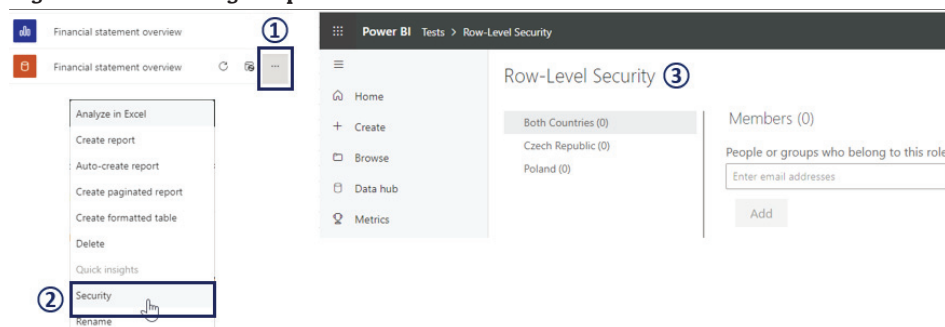 ①
Financial statement overview
Financial statement overview
...
Analyze in Excel
Create report
Auto-create report
Create paginated report
Create formatted table
Delete
Quick insights
② Security
Rename
Power BI Tests > Row-Level Security
Home
Create
Browse
Data hub
Metrics
Row-Level Security ③
Both Countries (0)
Czech Republic (0)
Poland (0)
Members (0)
People or groups who belong to this role
Enter email addresses
Add